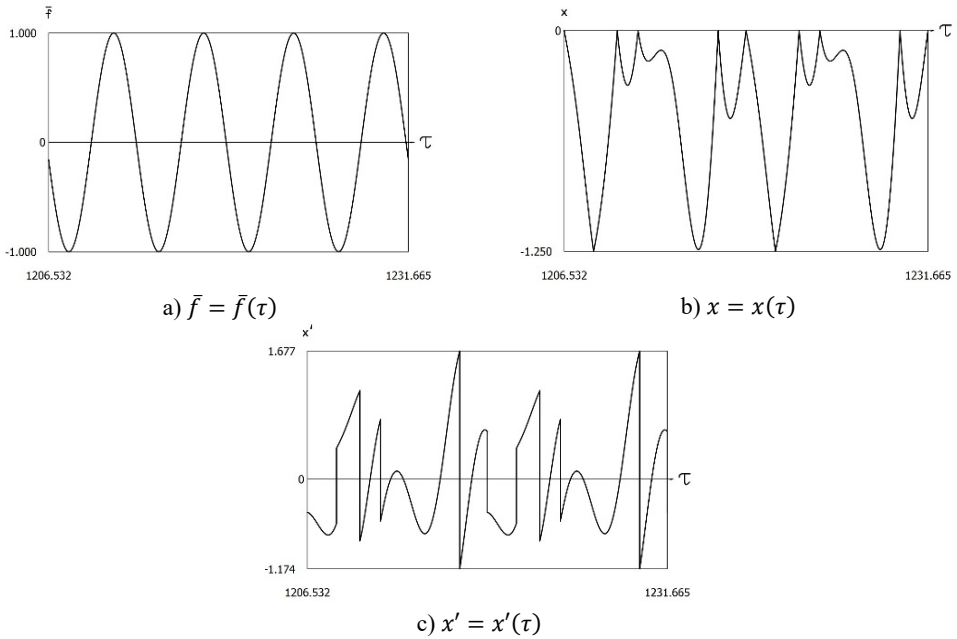 f̄
1.000
0
τ
-1.000
1206.532
1231.665
a) f̄ = f̄(τ)
x
0
τ
-1.250
1206.532
1231.665
b) x = x(τ)
x'
1.677
0
τ
-1.174
1206.532
1231.665
c) x′ = x′(τ)